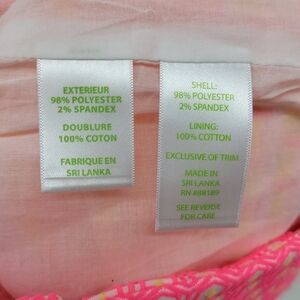 EXTERIEUR
98% POLYESTER
2% SPANDEX
DOUBLURE
100% COTON
FABRIQUE EN
SRI LANKA
SHELL:
98% POLYESTER
2% SPANDEX
LINING:
100% COTTON
EXCLUSIVE OF TRIM
MADE IN
SRI LANKA
RN #88189
SEE REVERSE
FOR CARE